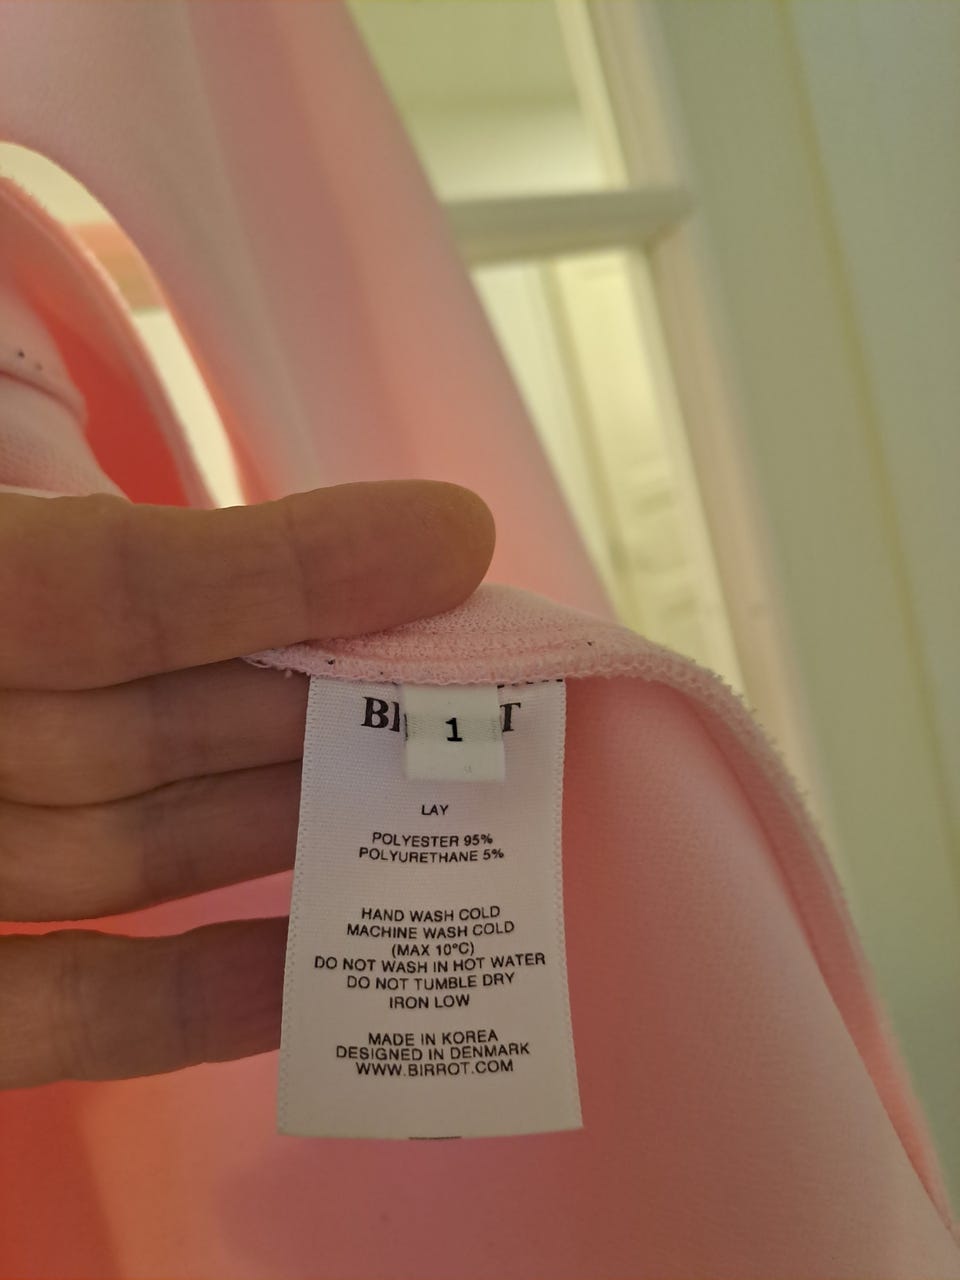 1
LAY
POLYESTER 95%
POLYURETHANE 5%
HAND WASH COLD
MACHINE WASH COLD
(MAX 10°C)
DO NOT WASH IN HOT WATER
DO NOT TUMBLE DRY
IRON LOW
MADE IN KOREA
DESIGNED IN DENMARK
WWW.BIRROT.COM